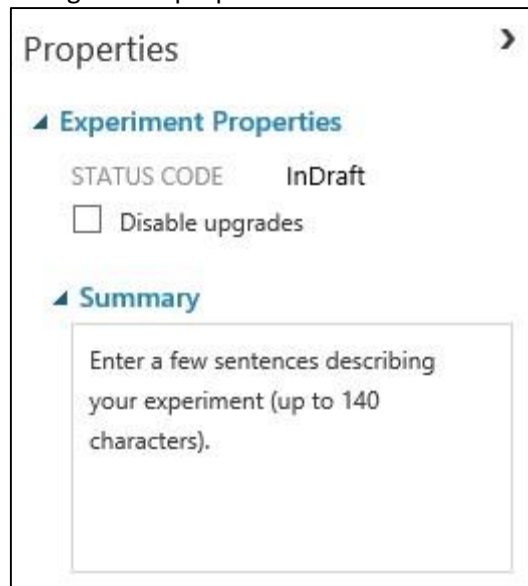 Properties
Experiment Properties
STATUS CODE InDraft
Disable upgrades
Summary
Enter a few sentences describing
your experiment (up to 140
characters).